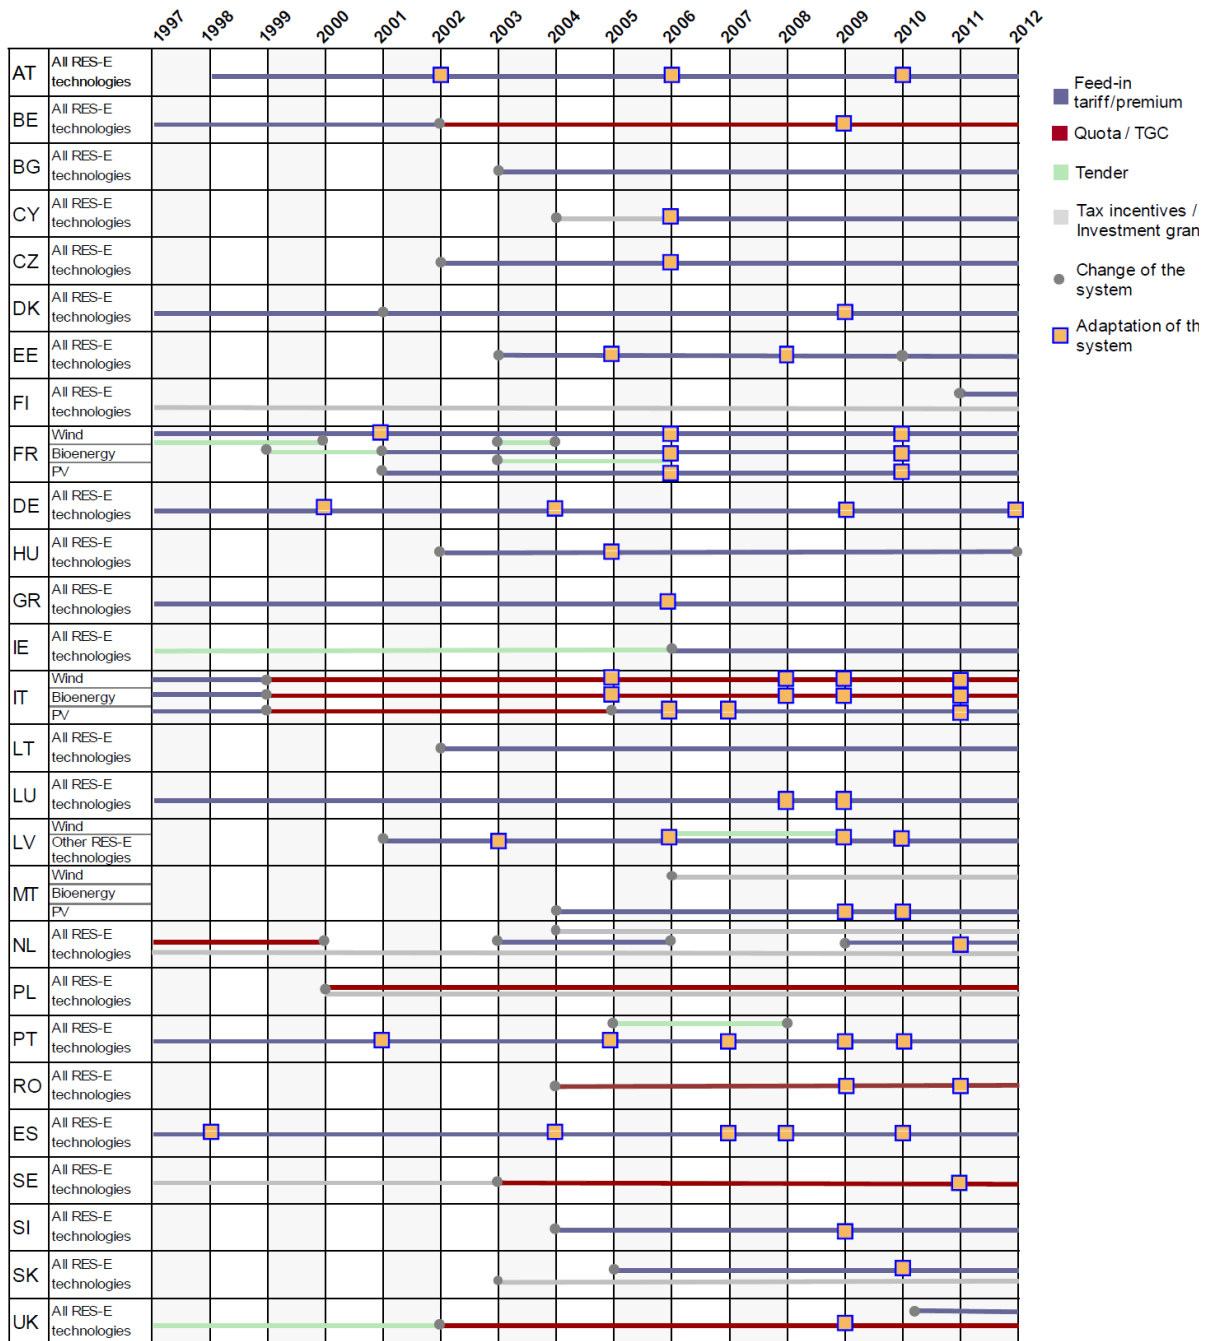 1997 1998 1999 2000 2001 2002 2003 2004 2005 2006 2007 2008 2009 2010 2011 2012
AT All RES-E
technologies
BE All RES-E
technologies
BG All RES-E
technologies
CY All RES-E
technologies
CZ All RES-E
technologies
DK All RES-E
technologies
EE All RES-E
technologies
FI All RES-E
technologies
FR Wind
Bioenergy
PV
DE All RES-E
technologies
HU All RES-E
technologies
GR All RES-E
technologies
IE All RES-E
technologies
IT Wind
Bioenergy
PV
LT All RES-E
technologies
LU All RES-E
technologies
LV Wind
Other RES-E
technologies
MT Wind
Bioenergy
PV
NL All RES-E
technologies
PL All RES-E
technologies
PT All RES-E
technologies
RO All RES-E
technologies
ES All RES-E
technologies
SE All RES-E
technologies
SI All RES-E
technologies
SK All RES-E
technologies
UK All RES-E
technologies
Feed-in
tariff/premium
Quota / TGC
Tender
Tax incentives /
Investment gran
Change of the
system
Adaptation of th
system